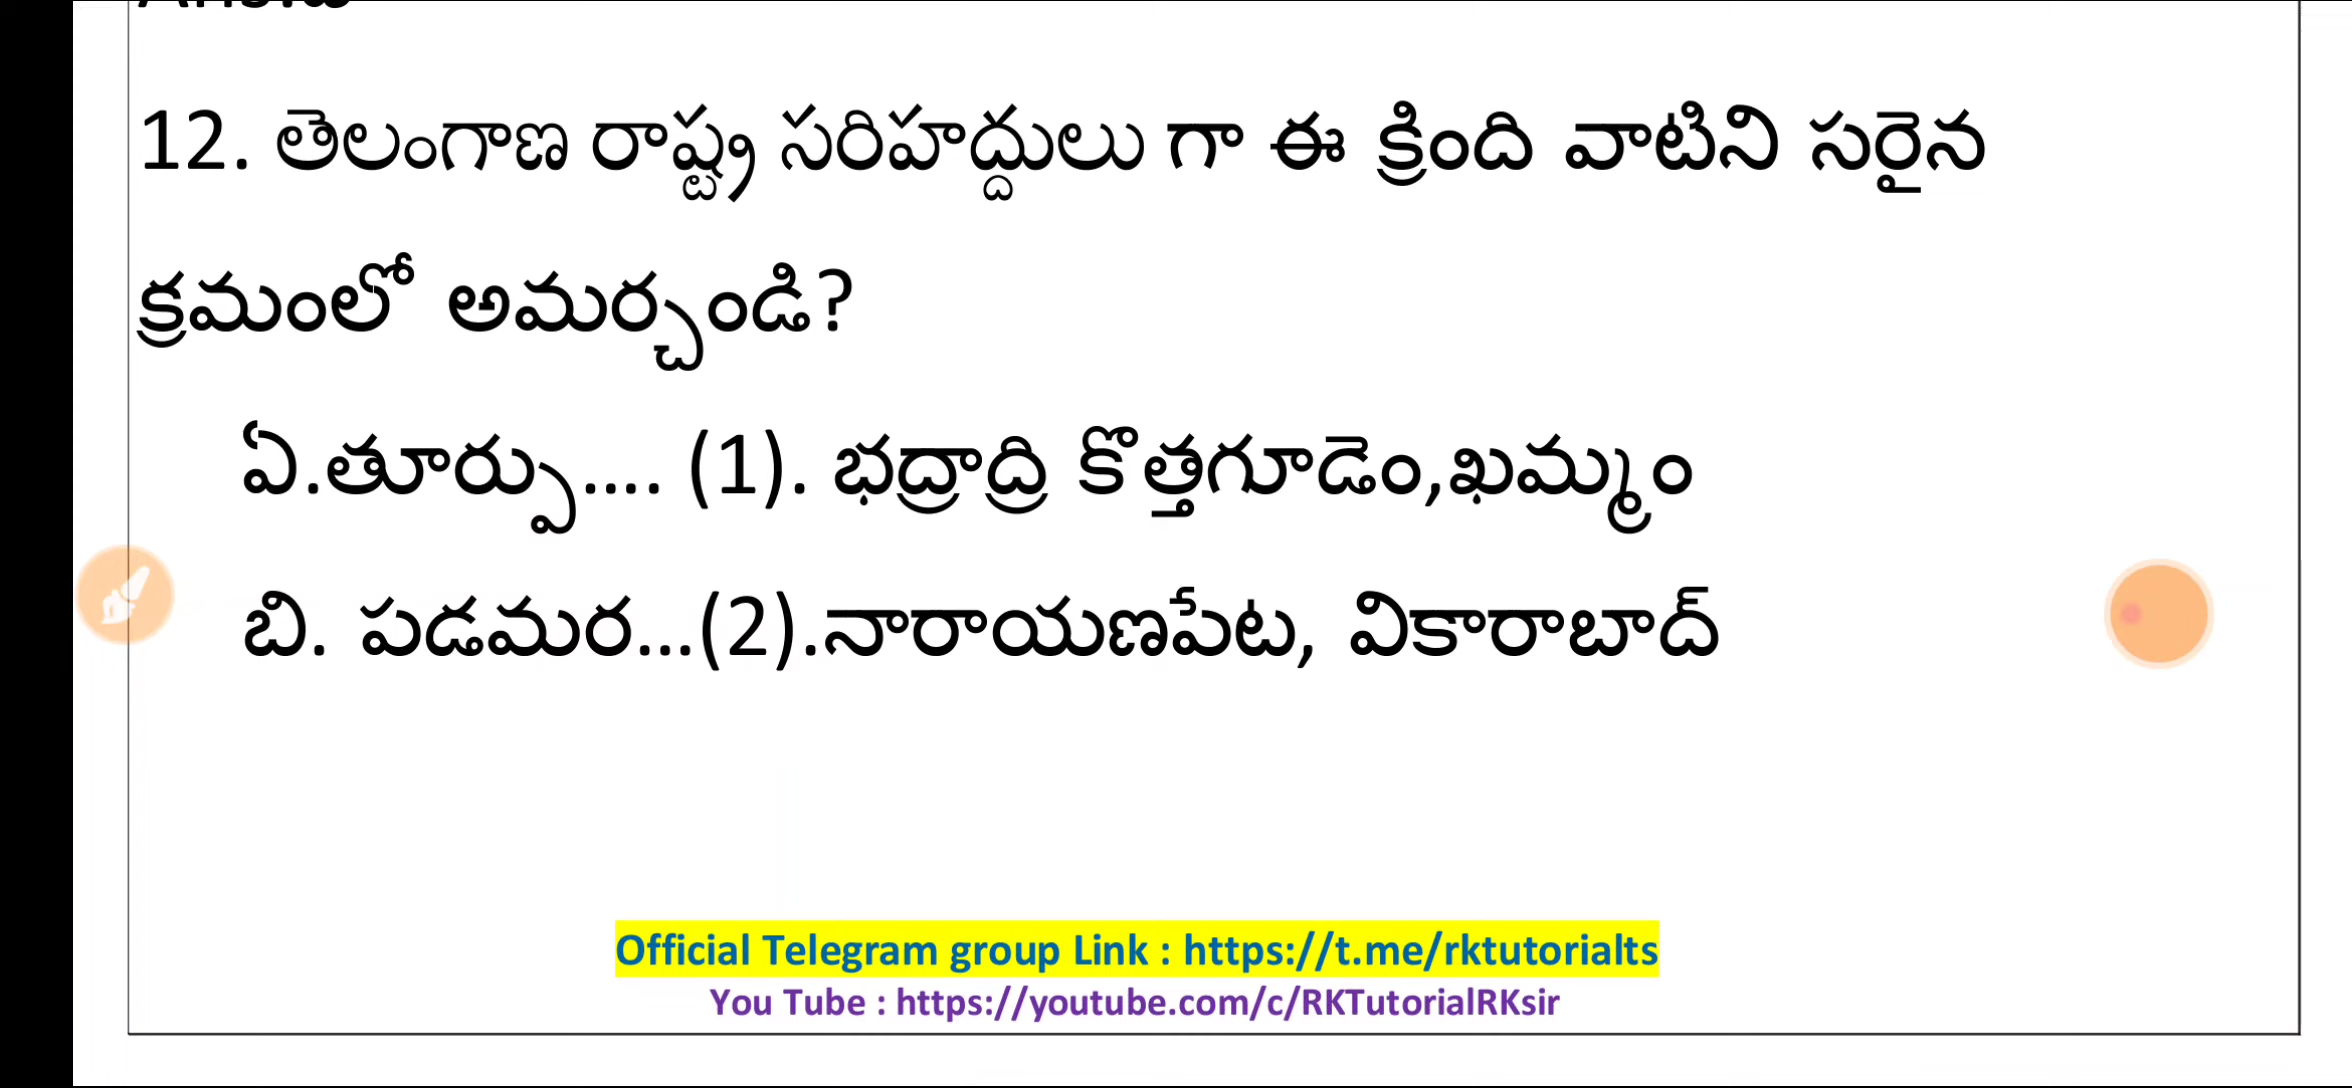 12. తెలంగాణ రాష్ట్ర సరిహద్దులు గా ఈ క్రింది వాటిని సరైన
క్రమంలో అమర్చండి?
ఏ.తూర్పు.... (1). భద్రాద్రి కొత్తగూడెం,ఖమ్మం
బి. పడమర...(2).నారాయణపేట, వికారాబాద్
Official Telegram group Link : https://t.me/rktutorialts
You Tube : https://youtube.com/c/RKTutorialRKsir